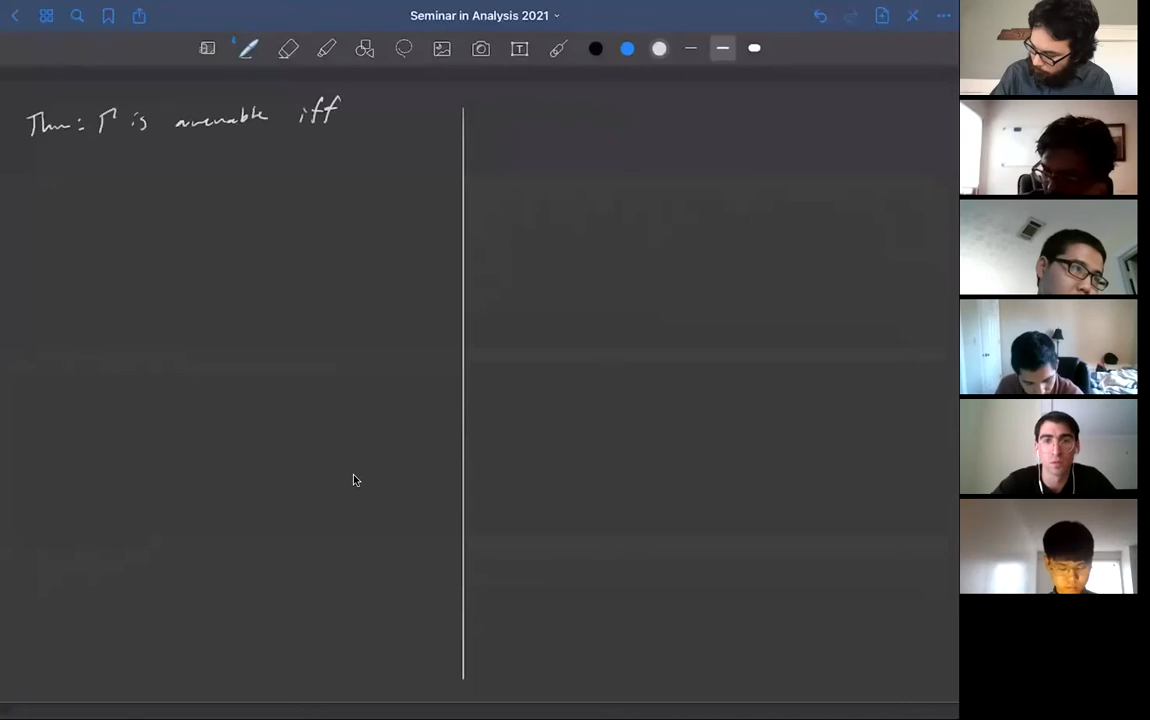 Seminar in Analysis 2021
Thm: Γ is amenable iff